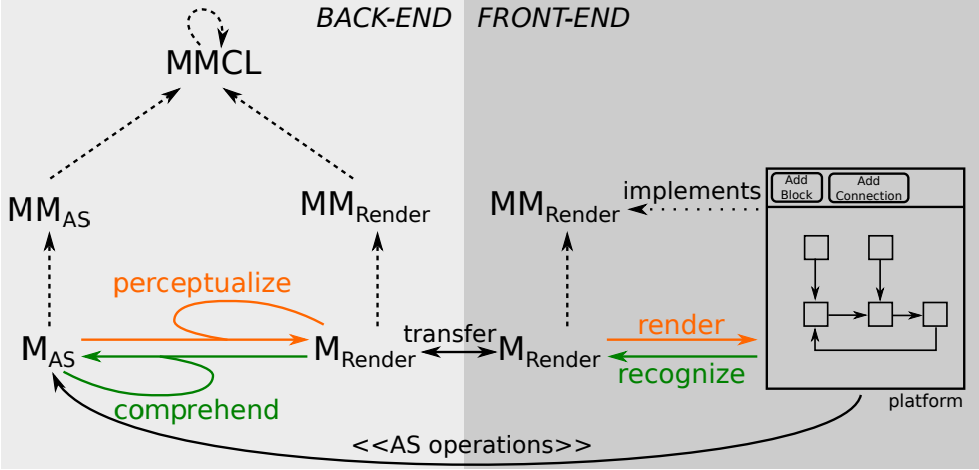 BACK-END
FRONT-END
MMCL
MM_AS
MM_Render
MM_Render
implements
Add
Block
Add
Connection
perceptualize
M_AS
M_Render
transfer
M_Render
render
recognize
comprehend
platform
<<AS operations>>